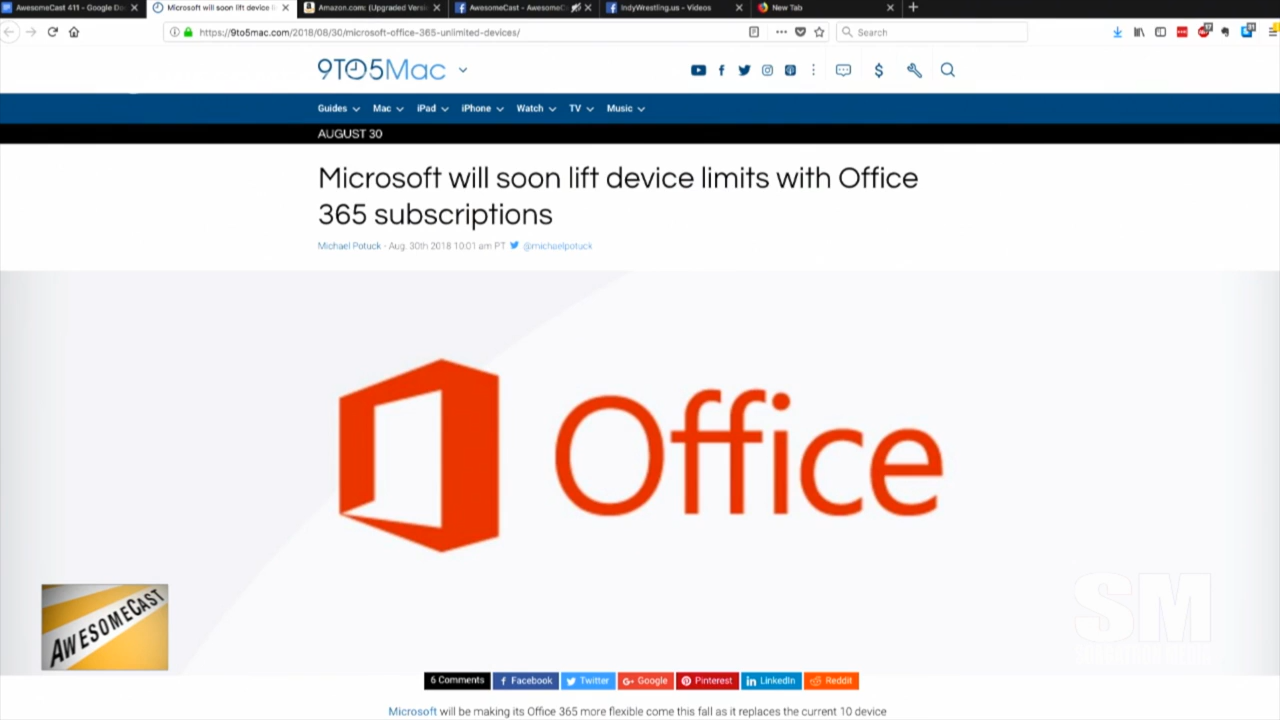 AwesomeCast 411 - Google Do
Microsoft will soon lift device li
Amazon.com: (Upgraded Versi
AwesomeCast - AwesomeC
IndyWrestling.us - Videos
New Tab
https://9to5mac.com/2018/08/30/microsoft-office-365-unlimited-devices/
Search
9TO5Mac
Guides Mac iPad iPhone Watch TV Music
AUGUST 30
Microsoft will soon lift device limits with Office
365 subscriptions
Michael Potuck - Aug. 30th 2018 10:01 am PT @michaelpotuck
Office
AWESOMECAST
SM
6 Comments Facebook Twitter Google Pinterest LinkedIn Reddit
Microsoft will be making its Office 365 more flexible come this fall as it replaces the current 10 device